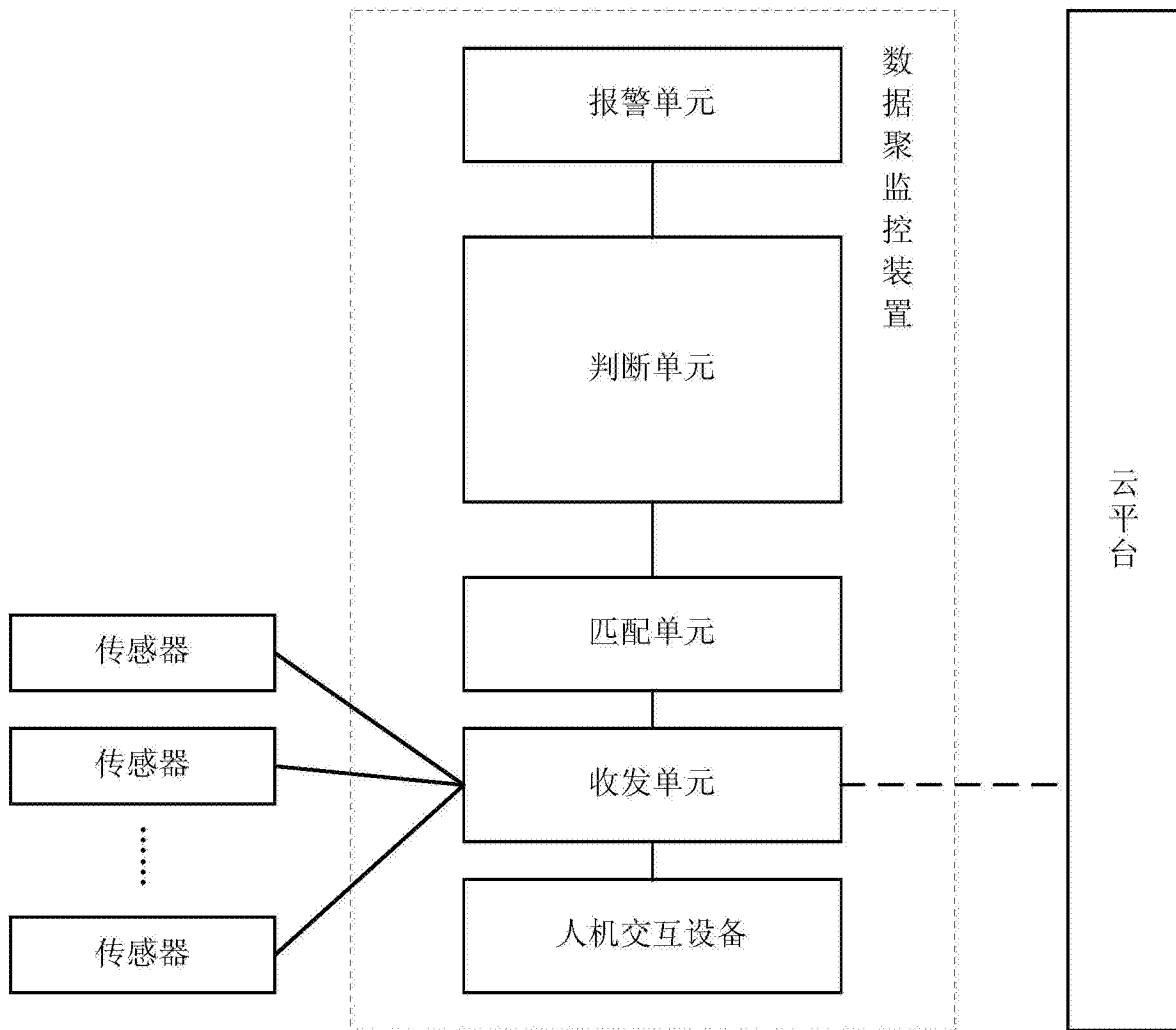 报警单元
数据聚监控装置
判断单元
云平台
匹配单元
传感器
传感器
收发单元
传感器
人机交互设备